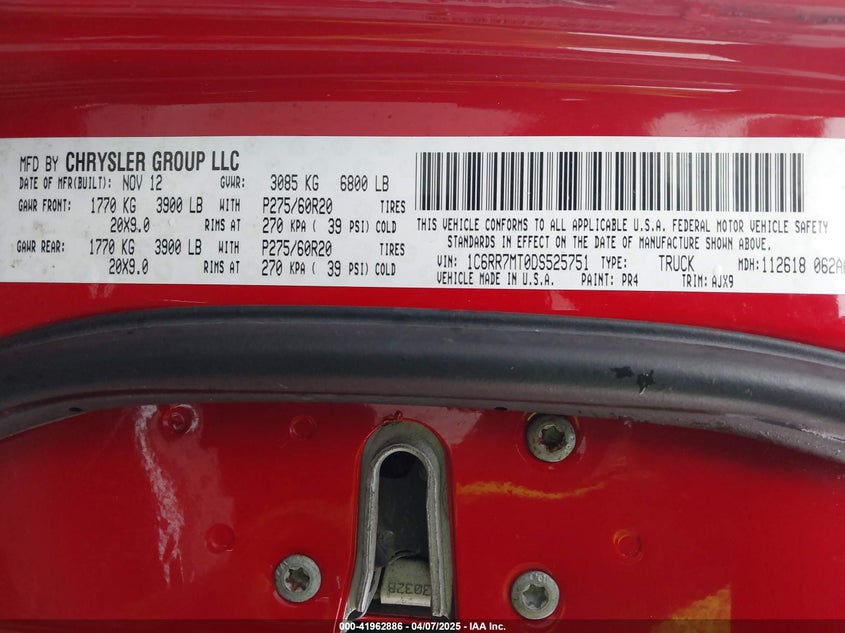 MFD BY CHRYSLER GROUP LLC
DATE OF MFR(BUILT): NOV 12 GVWR: 3085 KG 6800 LB
GAWR FRONT: 1770 KG 3900 LB WITH P275/60R20 TIRES
20X9.0 RIMS AT 270 KPA ( 39 PSI) COLD
GAWR REAR: 1770 KG 3900 LB WITH P275/60R20 TIRES
20X9.0 RIMS AT 270 KPA ( 39 PSI) COLD
THIS VEHICLE CONFORMS TO ALL APPLICABLE U.S.A. FEDERAL MOTOR VEHICLE SAFETY
STANDARDS IN EFFECT ON THE DATE OF MANUFACTURE SHOWN ABOVE.
VIN: 1C6RR7MT0DS525751 TYPE: TRUCK MDH:112618 062A
VEHICLE MADE IN U.S.A. PAINT: PR4 TRIM: AJX9
30328
000-41962886 - 04/07/2025 - IAA Inc.